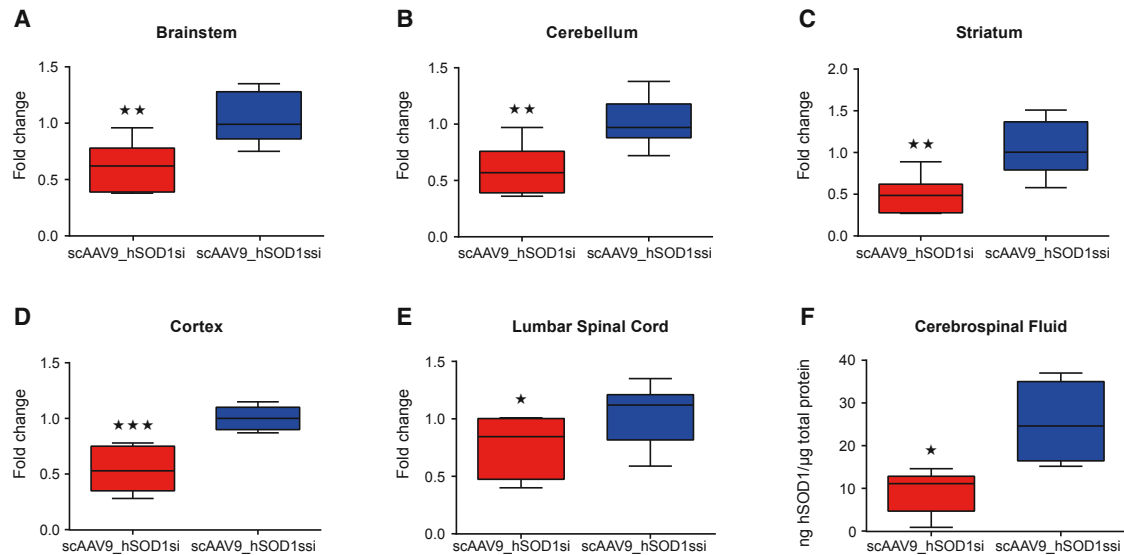 A
Brainstem
Fold change
1.5
1.0
0.5
0.0
★★
scAAV9_hSOD1si scAAV9_hSOD1ssi
B
Cerebellum
Fold change
1.5
1.0
0.5
0.0
★★
scAAV9_hSOD1si scAAV9_hSOD1ssi
C
Striatum
Fold change
2.0
1.5
1.0
0.5
0.0
★★
scAAV9_hSOD1si scAAV9_hSOD1ssi
D
Cortex
Fold change
1.5
1.0
0.5
0.0
★★★
scAAV9_hSOD1si scAAV9_hSOD1ssi
E
Lumbar Spinal Cord
Fold change
1.5
1.0
0.5
0.0
★
scAAV9_hSOD1si scAAV9_hSOD1ssi
F
Cerebrospinal Fluid
ng hSOD1/µg total protein
40
30
20
10
0
★
scAAV9_hSOD1si scAAV9_hSOD1ssi